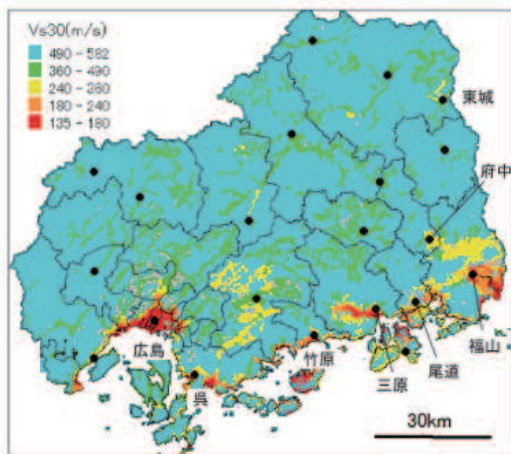 Vs30(m/s)
490 - 562
360 - 490
240 - 360
180 - 240
135 - 180
東城
府中
広島
呉
竹原
三原
尾道
福山
30km